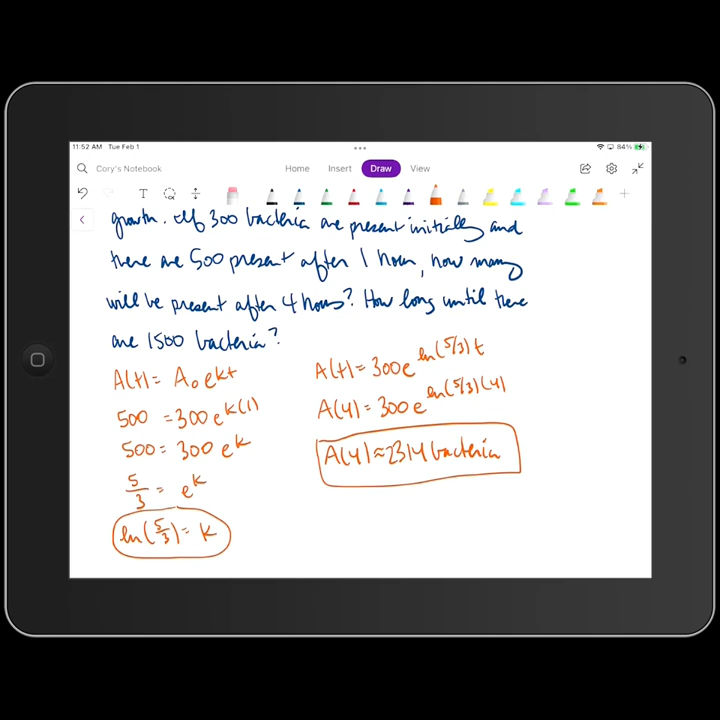 11:52 AM Tue Feb 1
84%
Cory's Notebook
Home Insert Draw View
growth. If 300 bacteria are present initially and
there are 500 present after 1 hour, how many
will be present after 4 hours? How long until there
are 1500 bacteria?
A(t) = A₀e^kt
500 = 300e^k(1)
500 = 300e^k
5/3 = e^k
ln(5/3) = k
A(t) = 300e^ln(5/3)t
A(4) = 300e^ln(5/3)(4)
A(4) ≈ 2314 bacteria